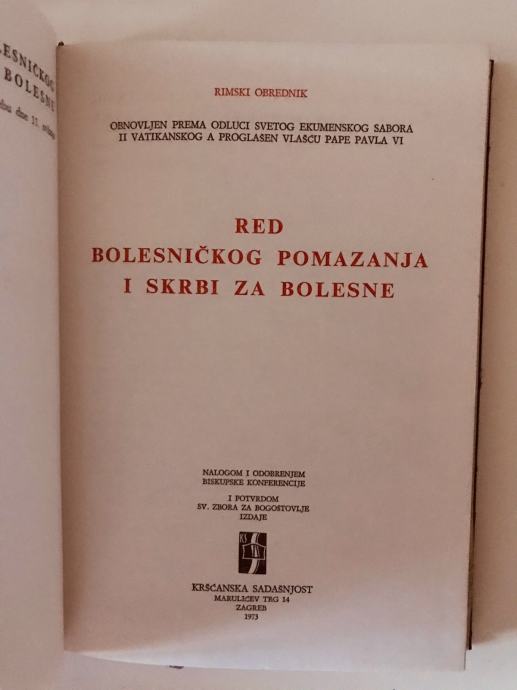 BOLESNE
RIMSKI OBREDNIK
OBNOVLJEN PREMA ODLUCI SVETOG EKUMENSKOG SABORA
II VATIKANSKOG A PROGLAŠEN VLAŠĆU PAPE PAVLA VI
RED
BOLESNIČKOG POMAZANJA
I SKRBI ZA BOLESNE
NALOGOM I ODOBRENJEM
BISKUPSKE KONFERENCIJE
I POTVRDOM
SV. ZBORA ZA BOGOŠTOVLJE
IZDAJE
KS
KRŠĆANSKA SADAŠNJOST
MARULIĆEV TRG 14
ZAGREB
1973